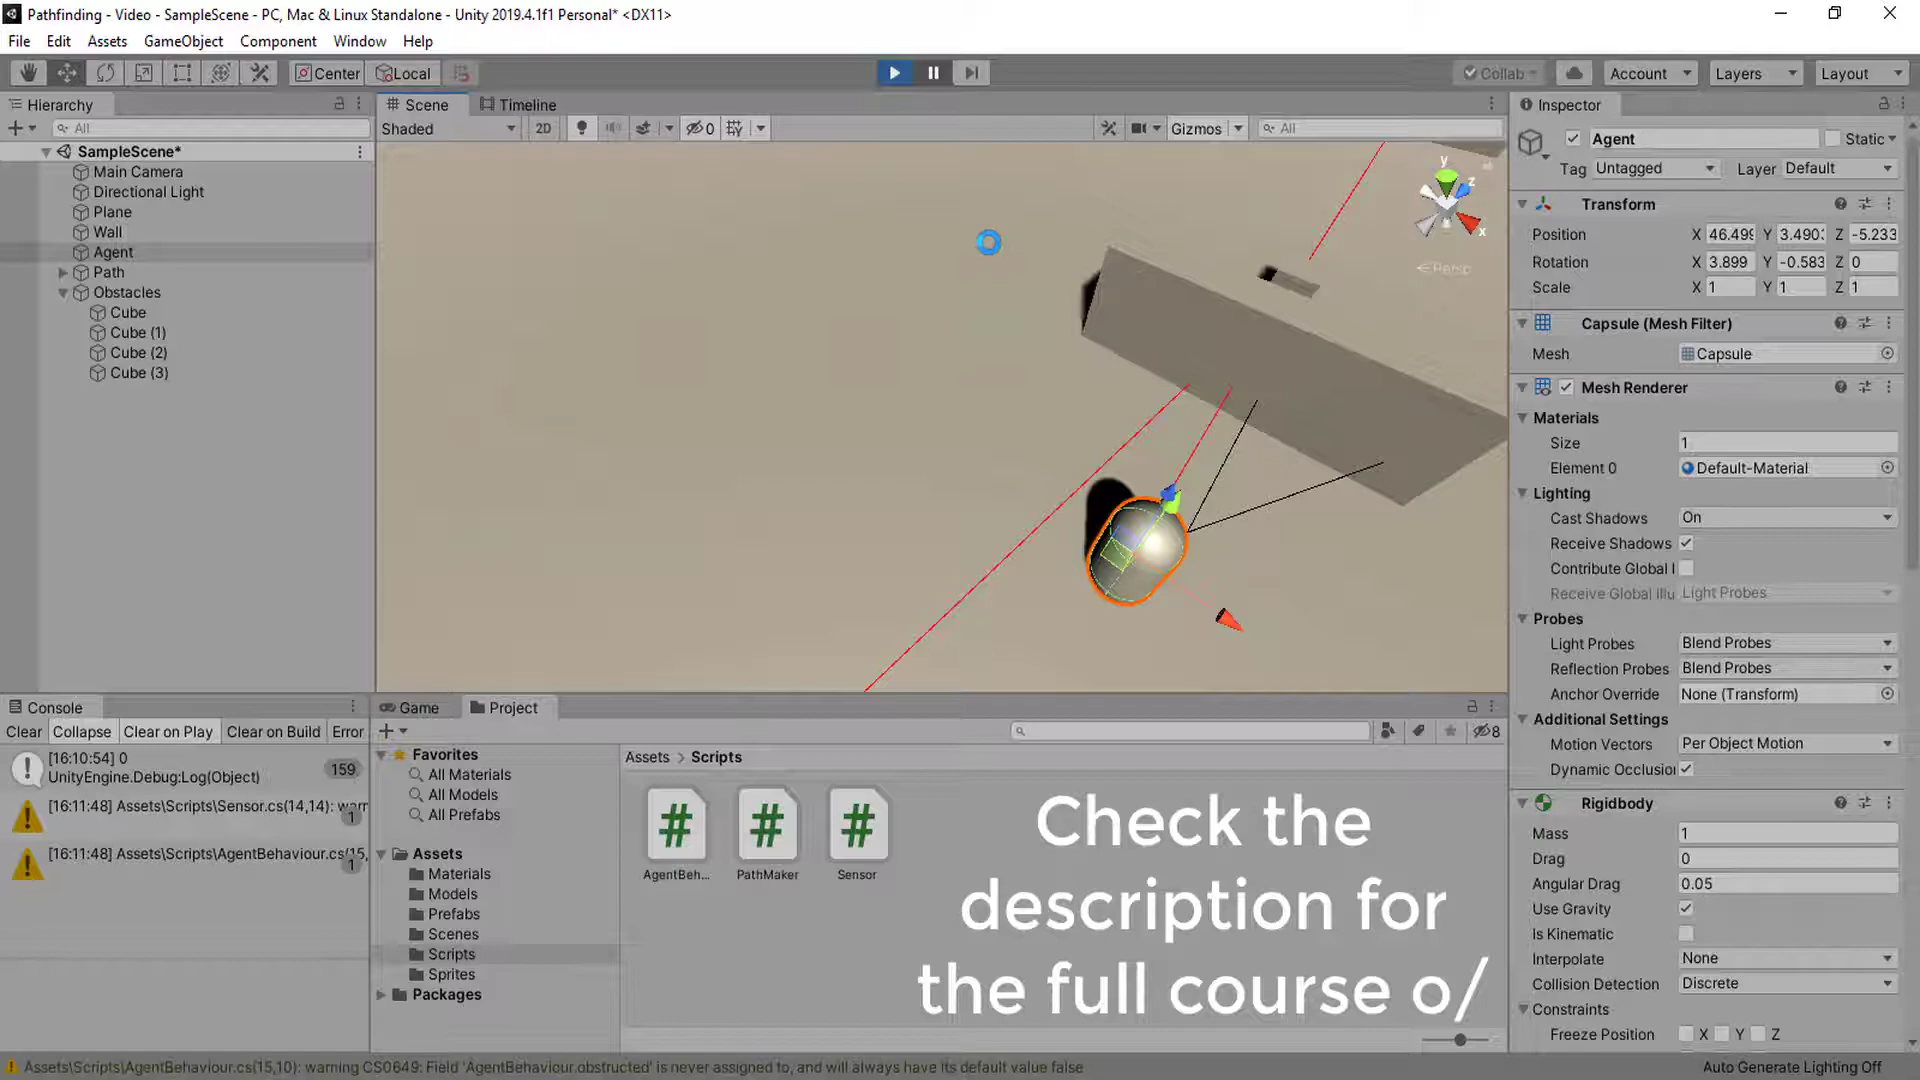 Pathfinding - Video - SampleScene - PC, Mac & Linux Standalone - Unity 2019.4.1f1 Personal* <DX11>
File Edit Assets GameObject Component Window Help
Center Local Collab Account Layers Layout
Hierarchy
All
SampleScene*
Main Camera
Directional Light
Plane
Wall
Agent
Path
Obstacles
Cube
Cube (1)
Cube (2)
Cube (3)
Scene Timeline
Shaded 2D 0 Gizmos All
y
z
x
Persp
Inspector
Agent Static
Tag Untagged Layer Default
Transform
Position X 46.499 Y 3.490 Z -5.233
Rotation X 3.899 Y -0.583 Z 0
Scale X 1 Y 1 Z 1
Capsule (Mesh Filter)
Mesh Capsule
Mesh Renderer
Materials
Size 1
Element 0 Default-Material
Lighting
Cast Shadows On
Receive Shadows
Contribute Global I
Receive Global Illu Light Probes
Probes
Light Probes Blend Probes
Reflection Probes Blend Probes
Anchor Override None (Transform)
Additional Settings
Motion Vectors Per Object Motion
Dynamic Occlusion
Rigidbody
Mass 1
Drag 0
Angular Drag 0.05
Use Gravity
Is Kinematic
Interpolate None
Collision Detection Discrete
Constraints
Freeze Position X Y Z
Console
Clear Collapse Clear on Play Clear on Build Error
[16:10:54] 0
UnityEngine.Debug:Log(Object)
159
[16:11:48] Assets\Scripts\Sensor.cs(14,14): warr
1
[16:11:48] Assets\Scripts\AgentBehaviour.cs(15,
1
Game Project
8
Favorites
All Materials
All Models
All Prefabs
Assets
Materials
Models
Prefabs
Scenes
Scripts
Sprites
Packages
Assets > Scripts
AgentBeh... PathMaker Sensor
Check the
description for
the full course o/
Assets\Scripts\AgentBehaviour.cs(15,10): warning CS0649: Field 'AgentBehaviour.obstructed' is never assigned to, and will always have its default value false
Auto Generate Lighting Off